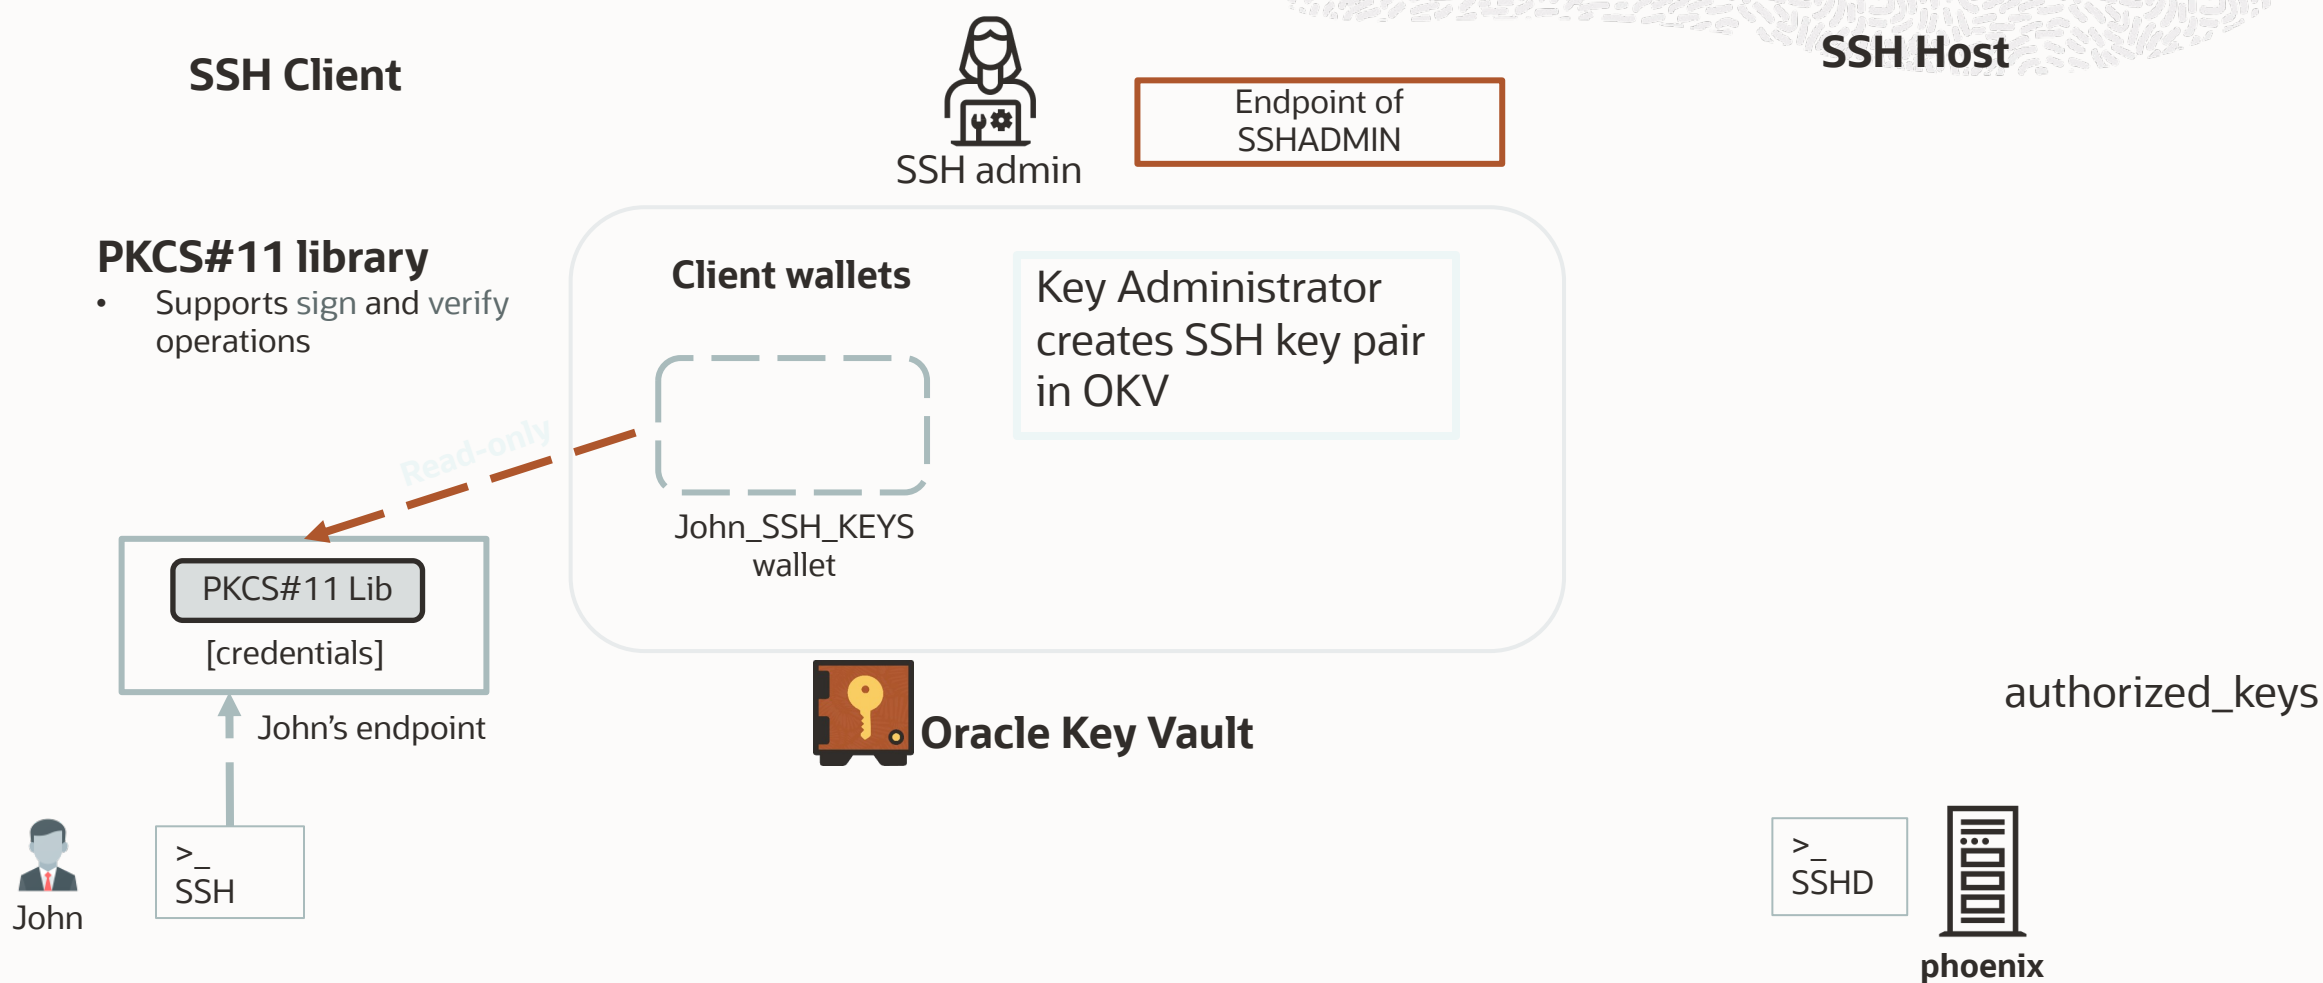 SSH Client
SSH Host
Endpoint of
SSHADMIN
SSH admin
PKCS#11 library
• Supports sign and verify
operations
Client wallets
Key Administrator
creates SSH key pair
in OKV
Read-only
John_SSH_KEYS
wallet
PKCS#11 Lib
[credentials]
John’s endpoint
Oracle Key Vault
authorized_keys
>_
SSH
John
>_
SSHD
phoenix